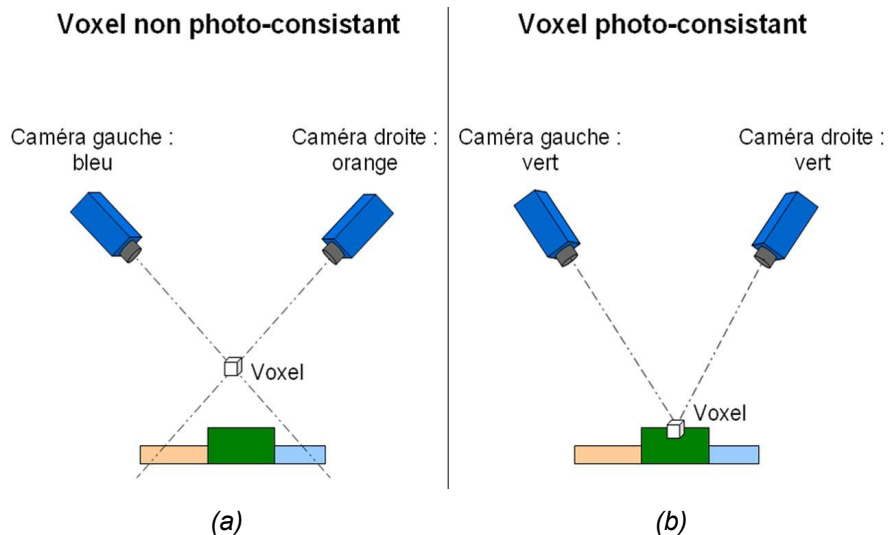 Voxel non photo-consistant
Caméra gauche :
bleu
Caméra droite :
orange
Voxel
(a)
Voxel photo-consistant
Caméra gauche :
vert
Caméra droite :
vert
Voxel
(b)